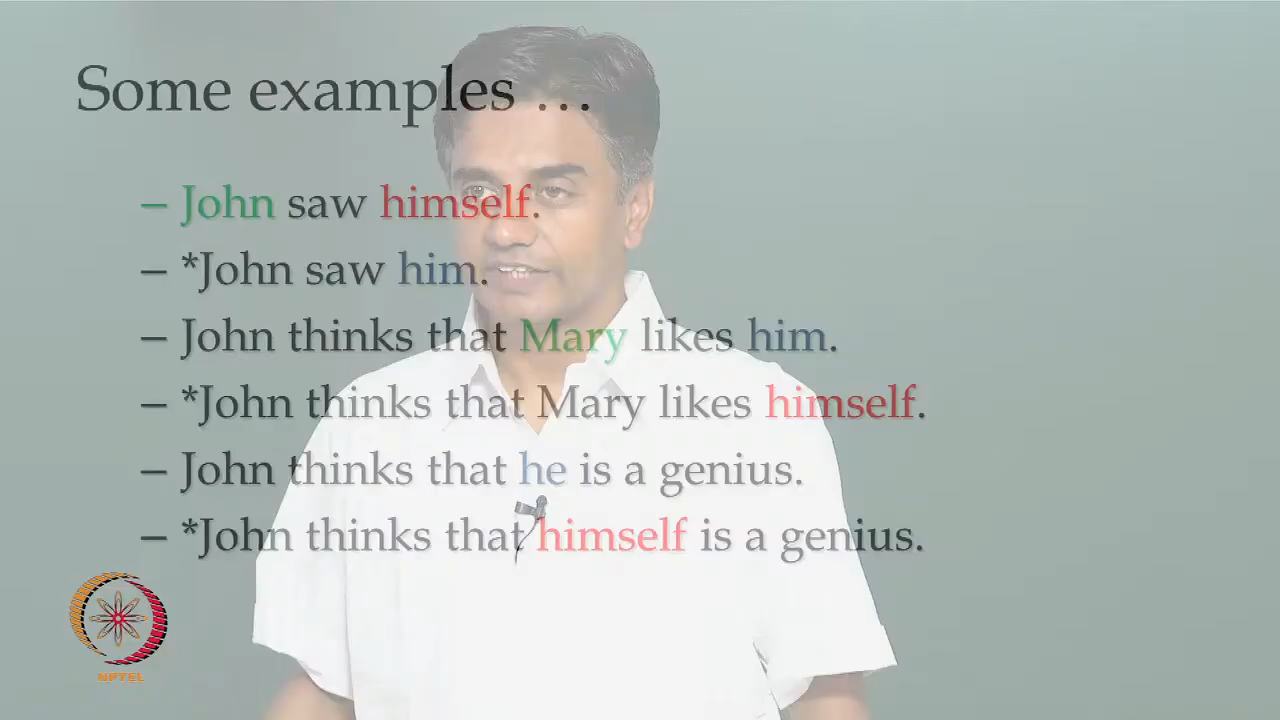 Some examples …
– John saw himself.
– *John saw him.
– John thinks that Mary likes him.
– *John thinks that Mary likes himself.
– John thinks that he is a genius.
– *John thinks that himself is a genius.
NPTEL